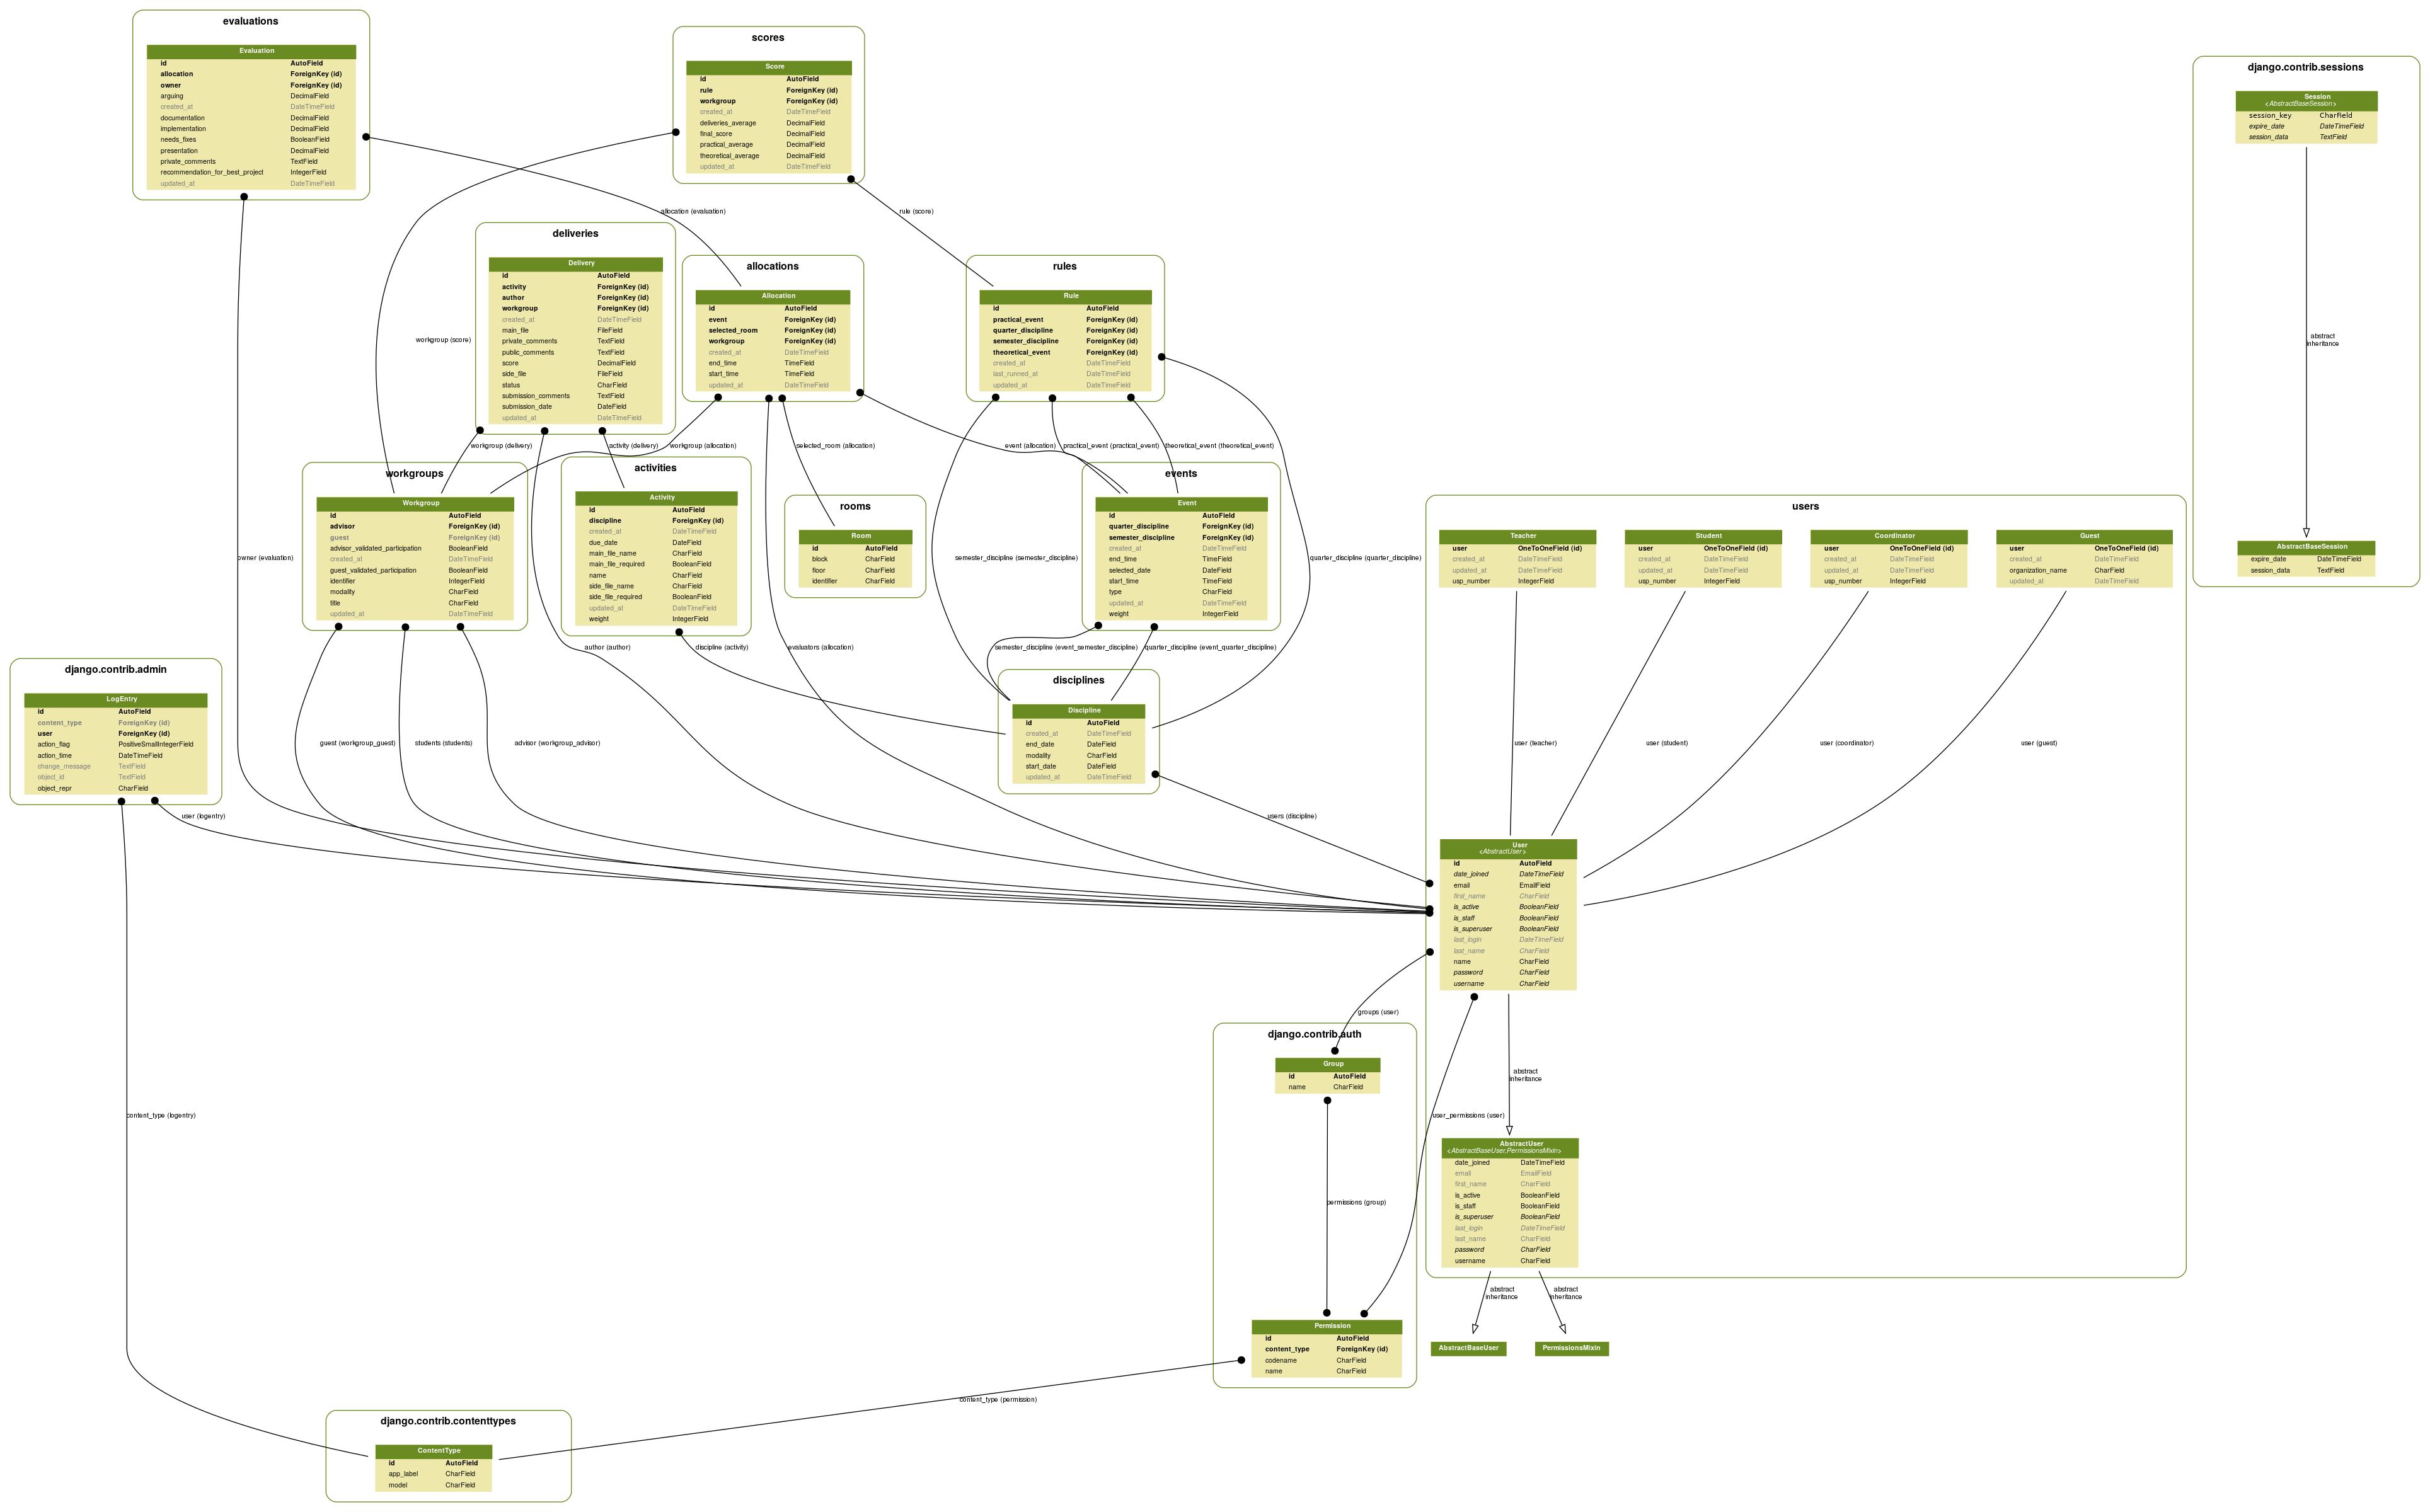 evaluations
Evaluation
id AutoField
allocation ForeignKey (id)
owner ForeignKey (id)
arguing DecimalField
created_at DateTimeField
documentation DecimalField
implementation DecimalField
needs_fixes BooleanField
presentation DecimalField
private_comments TextField
recommendation_for_best_project IntegerField
updated_at DateTimeField
scores
Score
id AutoField
rule ForeignKey (id)
workgroup ForeignKey (id)
created_at DateTimeField
deliveries_average DecimalField
final_score DecimalField
practical_average DecimalField
theoretical_average DecimalField
updated_at DateTimeField
django.contrib.sessions
Session
<AbstractBaseSession>
session_key CharField
expire_date DateTimeField
session_data TextField
abstract
inheritance
AbstractBaseSession
expire_date DateTimeField
session_data TextField
allocation (evaluation)
rule (score)
workgroup (score)
deliveries
Delivery
id AutoField
activity ForeignKey (id)
author ForeignKey (id)
workgroup ForeignKey (id)
created_at DateTimeField
main_file FileField
private_comments TextField
public_comments TextField
score DecimalField
side_file FileField
status CharField
submission_comments TextField
submission_date DateField
updated_at DateTimeField
allocations
Allocation
id AutoField
event ForeignKey (id)
selected_room ForeignKey (id)
workgroup ForeignKey (id)
created_at DateTimeField
end_time TimeField
start_time TimeField
updated_at DateTimeField
rules
Rule
id AutoField
practical_event ForeignKey (id)
quarter_discipline ForeignKey (id)
semester_discipline ForeignKey (id)
theoretical_event ForeignKey (id)
created_at DateTimeField
last_runned_at DateTimeField
updated_at DateTimeField
workgroup (delivery)
activity (delivery)
workgroup (allocation)
selected_room (allocation)
event (allocation)
practical_event (practical_event)
theoretical_event (theoretical_event)
workgroups
Workgroup
id AutoField
advisor ForeignKey (id)
guest ForeignKey (id)
advisor_validated_participation BooleanField
created_at DateTimeField
guest_validated_participation BooleanField
identifier IntegerField
modality CharField
title CharField
updated_at DateTimeField
activities
Activity
id AutoField
discipline ForeignKey (id)
created_at DateTimeField
due_date DateField
main_file_name CharField
main_file_required BooleanField
name CharField
side_file_name CharField
side_file_required BooleanField
updated_at DateTimeField
weight IntegerField
rooms
Room
id AutoField
block CharField
floor CharField
identifier CharField
events
Event
id AutoField
quarter_discipline ForeignKey (id)
semester_discipline ForeignKey (id)
created_at DateTimeField
end_time TimeField
selected_date DateField
start_time TimeField
type CharField
updated_at DateTimeField
weight IntegerField
owner (evaluation)
semester_discipline (semester_discipline)
quarter_discipline (quarter_discipline)
users
Teacher
user OneToOneField (id)
created_at DateTimeField
updated_at DateTimeField
usp_number IntegerField
Student
user OneToOneField (id)
created_at DateTimeField
updated_at DateTimeField
usp_number IntegerField
Coordinator
user OneToOneField (id)
created_at DateTimeField
updated_at DateTimeField
usp_number IntegerField
Guest
user OneToOneField (id)
created_at DateTimeField
organization_name CharField
updated_at DateTimeField
author (author)
discipline (activity)
evaluators (allocation)
semester_discipline (event_semester_discipline)
quarter_discipline (event_quarter_discipline)
django.contrib.admin
LogEntry
id AutoField
content_type ForeignKey (id)
user ForeignKey (id)
action_flag PositiveSmallIntegerField
action_time DateTimeField
change_message TextField
object_id TextField
object_repr CharField
disciplines
Discipline
id AutoField
created_at DateTimeField
end_date DateField
modality CharField
start_date DateField
updated_at DateTimeField
guest (workgroup_guest)
students (students)
advisor (workgroup_advisor)
user (teacher)
user (student)
user (coordinator)
user (guest)
user (logentry)
users (discipline)
User
<AbstractUser>
id AutoField
date_joined DateTimeField
email EmailField
first_name CharField
is_active BooleanField
is_staff BooleanField
is_superuser BooleanField
last_login DateTimeField
last_name CharField
name CharField
password CharField
username CharField
groups (user)
django.contrib.auth
Group
id AutoField
name CharField
abstract
inheritance
content_type (logentry)
user_permissions (user)
permissions (group)
AbstractUser
<AbstractBaseUser,PermissionsMixin>
date_joined DateTimeField
email EmailField
first_name CharField
is_active BooleanField
is_staff BooleanField
is_superuser BooleanField
last_login DateTimeField
last_name CharField
password CharField
username CharField
abstract
inheritance
abstract
inheritance
Permission
id AutoField
content_type ForeignKey (id)
codename CharField
name CharField
AbstractBaseUser
PermissionsMixin
content_type (permission)
django.contrib.contenttypes
ContentType
id AutoField
app_label CharField
model CharField